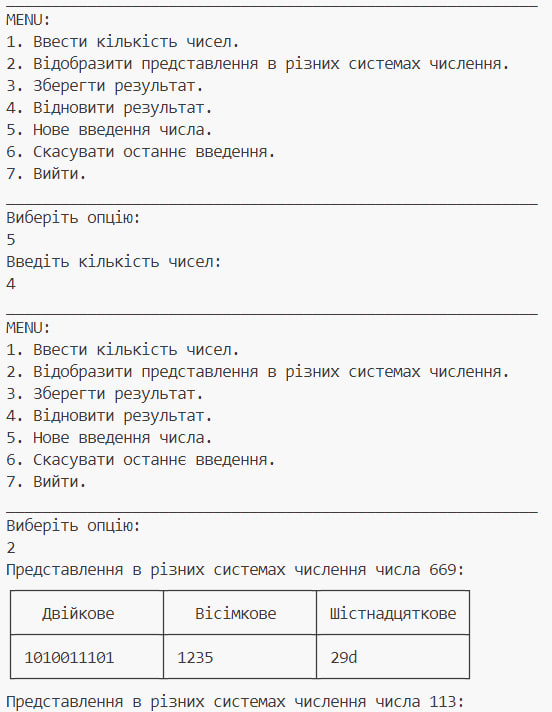 MENU:
1. Ввести кількість чисел.
2. Відобразити представлення в різних системах числення.
3. Зберегти результат.
4. Відновити результат.
5. Нове введення числа.
6. Скасувати останнє введення.
7. Вийти.
Виберіть опцію:
5
Введіть кількість чисел:
4
MENU:
1. Ввести кількість чисел.
2. Відобразити представлення в різних системах числення.
3. Зберегти результат.
4. Відновити результат.
5. Нове введення числа.
6. Скасувати останнє введення.
7. Вийти.
Виберіть опцію:
2
Представлення в різних системах числення числа 669:
Двійкове Вісімкове Шістнадцяткове
1010011101 1235 29d
Представлення в різних системах числення числа 113: